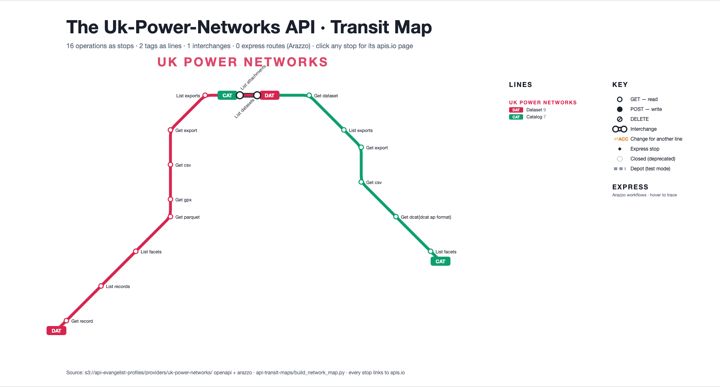 The Uk-Power-Networks API · Transit Map
16 operations as stops · 2 tags as lines · 1 interchanges · 0 express routes (Arazzo) · click any stop for its apis.io page
UK POWER NETWORKS
List attachments
List exports
CAT
DAT
Get dataset
List datasets
Get export
List exports
Get export
Get csv
Get csv
Get gpx
Get parquet
Get dcat(dcat ap format)
List facets
List facets
CAT
List records
Get record
DAT
LINES
UK POWER NETWORKS
DAT Dataset 9
CAT Catalog 7
KEY
GET — read
POST — write
DELETE
Interchange
Change for another line
Express stop
Closed (deprecated)
Depot (test mode)
EXPRESS
Arazzo workflows · hover to trace
Source: s3://api-evangelist-profiles/providers/uk-power-networks/ openapi + arazzo · api-transit-maps/build_network_map.py · every stop links to apis.io